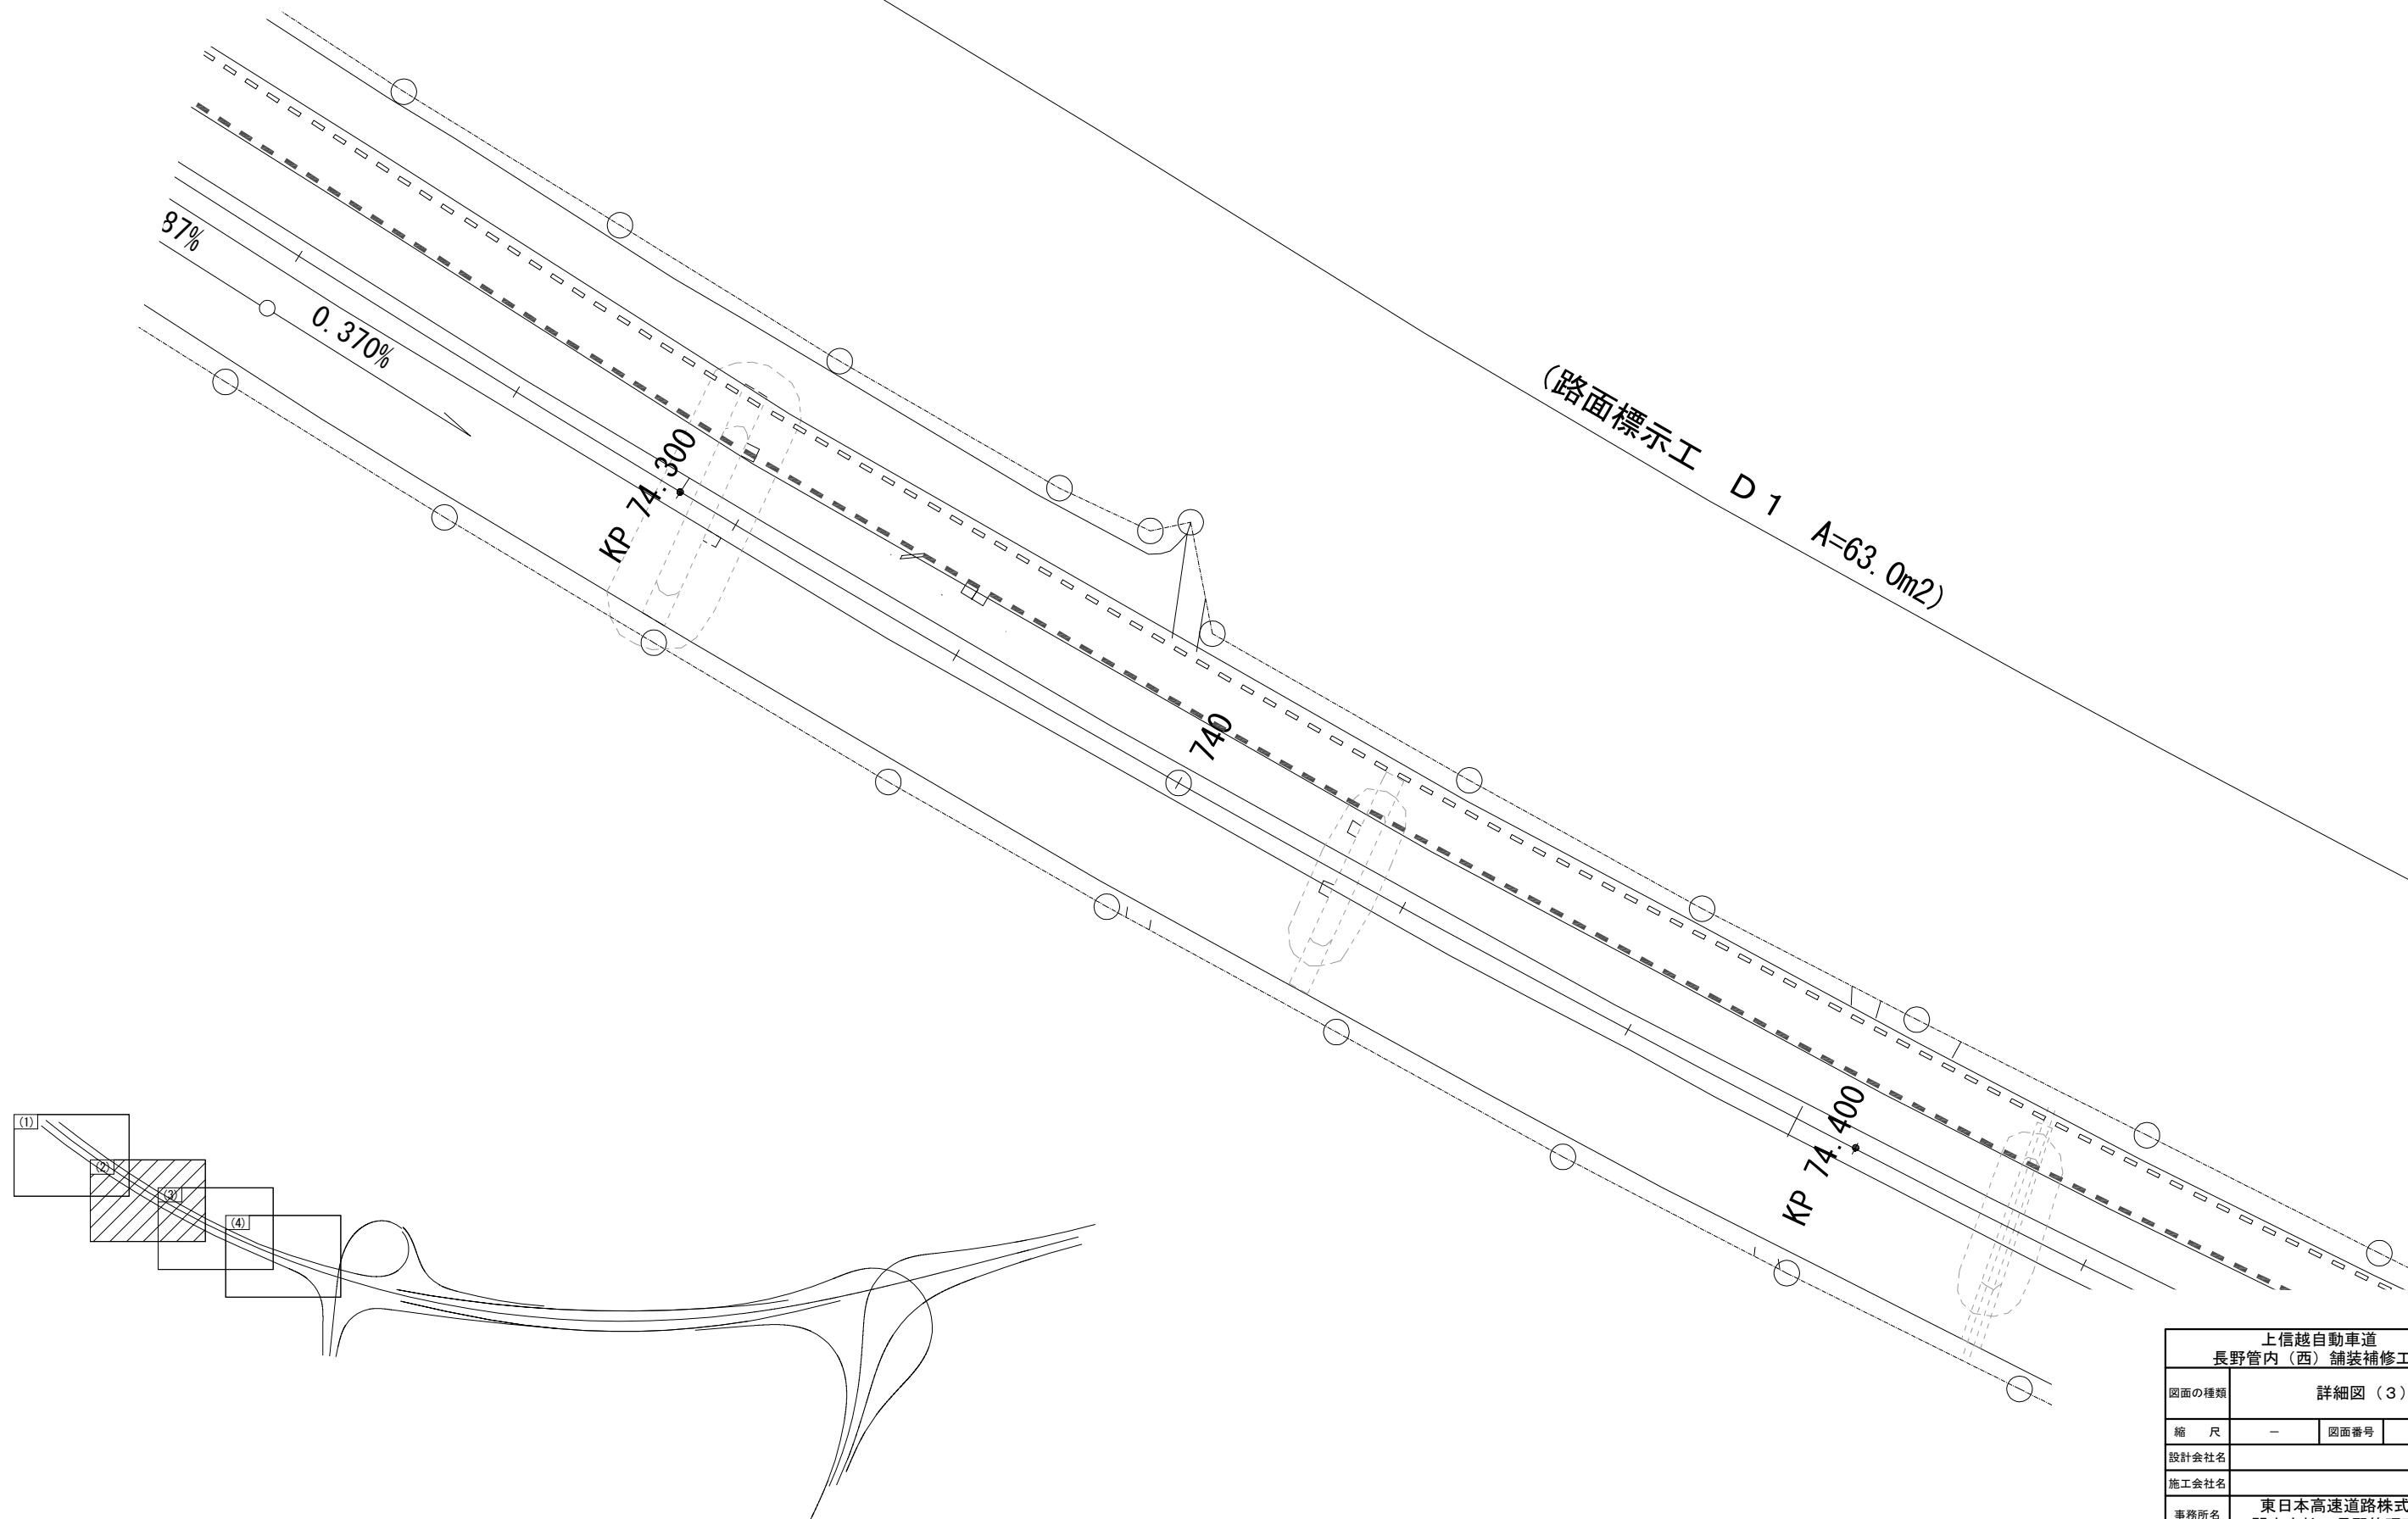 87%
0.370%
(路面標示工　D1　A=63.0m2)
KP 74.300
740
KP 74.400
(1)
(2)
(3)
(4)
上信越自動車道
長野管内（西）舗装補修工
図面の種類 詳細図（3）
縮　尺 － 図面番号
設計会社名
施工会社名
事務所名 東日本高速道路株式